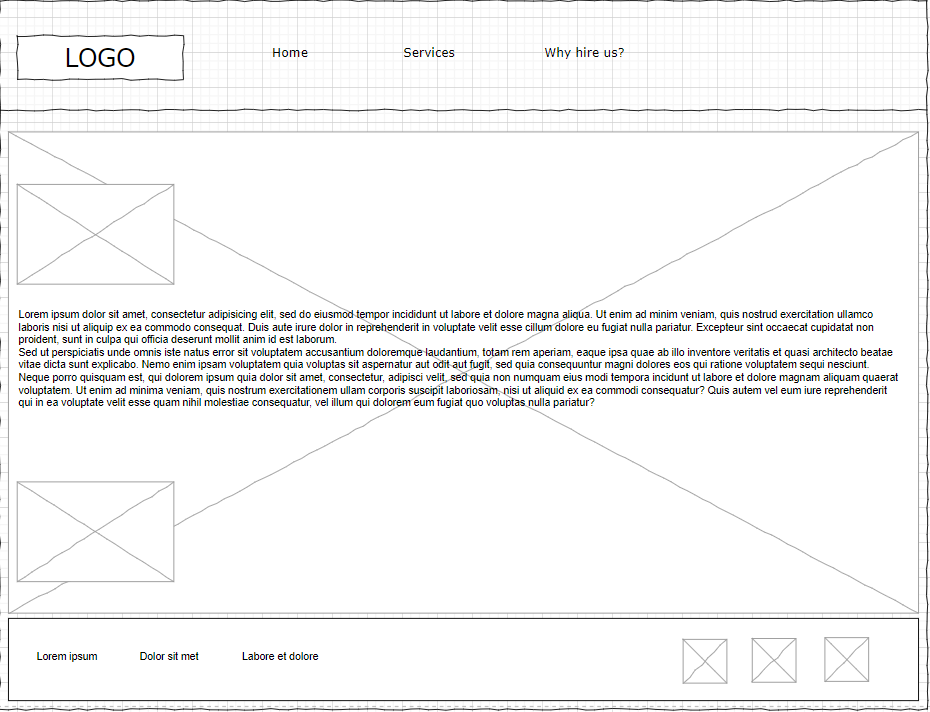 LOGO
Home
Services
Why hire us?
Lorem ipsum dolor sit amet, consectetur adipisicing elit, sed do eiusmod tempor incididunt ut labore et dolore magna aliqua. Ut enim ad minim veniam, quis nostrud exercitation ullamco
laboris nisi ut aliquip ex ea commodo consequat. Duis aute irure dolor in reprehenderit in voluptate velit esse cillum dolore eu fugiat nulla pariatur. Excepteur sint occaecat cupidatat non
proident, sunt in culpa qui officia deserunt mollit anim id est laborum.
Sed ut perspiciatis unde omnis iste natus error sit voluptatem accusantium doloremque laudantium, totam rem aperiam, eaque ipsa quae ab illo inventore veritatis et quasi architecto beatae
vitae dicta sunt explicabo. Nemo enim ipsam voluptatem quia voluptas sit aspernatur aut odit aut fugit, sed quia consequuntur magni dolores eos qui ratione voluptatem sequi nesciunt.
Neque porro quisquam est, qui dolorem ipsum quia dolor sit amet, consectetur, adipisci velit, sed quia non numquam eius modi tempora incidunt ut labore et dolore magnam aliquam quaerat
voluptatem. Ut enim ad minima veniam, quis nostrum exercitationem ullam corporis suscipit laboriosam, nisi ut aliquid ex ea commodi consequatur? Quis autem vel eum iure reprehenderit
qui in ea voluptate velit esse quam nihil molestiae consequatur, vel illum qui dolorem eum fugiat quo voluptas nulla pariatur?
Lorem ipsum
Dolor sit met
Labore et dolore